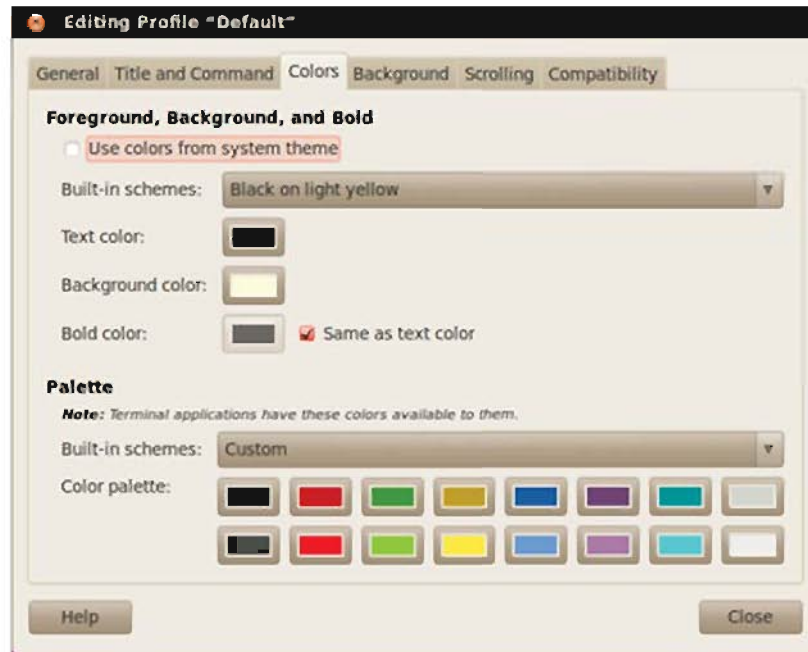 Editing Profile "Default"
General Title and Command Colors Background Scrolling Compatibility
Foreground, Background, and Bold
Use colors from system theme
Built-in schemes: Black on light yellow
Text color:
Background color:
Bold color: Same as text color
Palette
Note: Terminal applications have these colors available to them.
Built-in schemes: Custom
Color palette:
Help Close